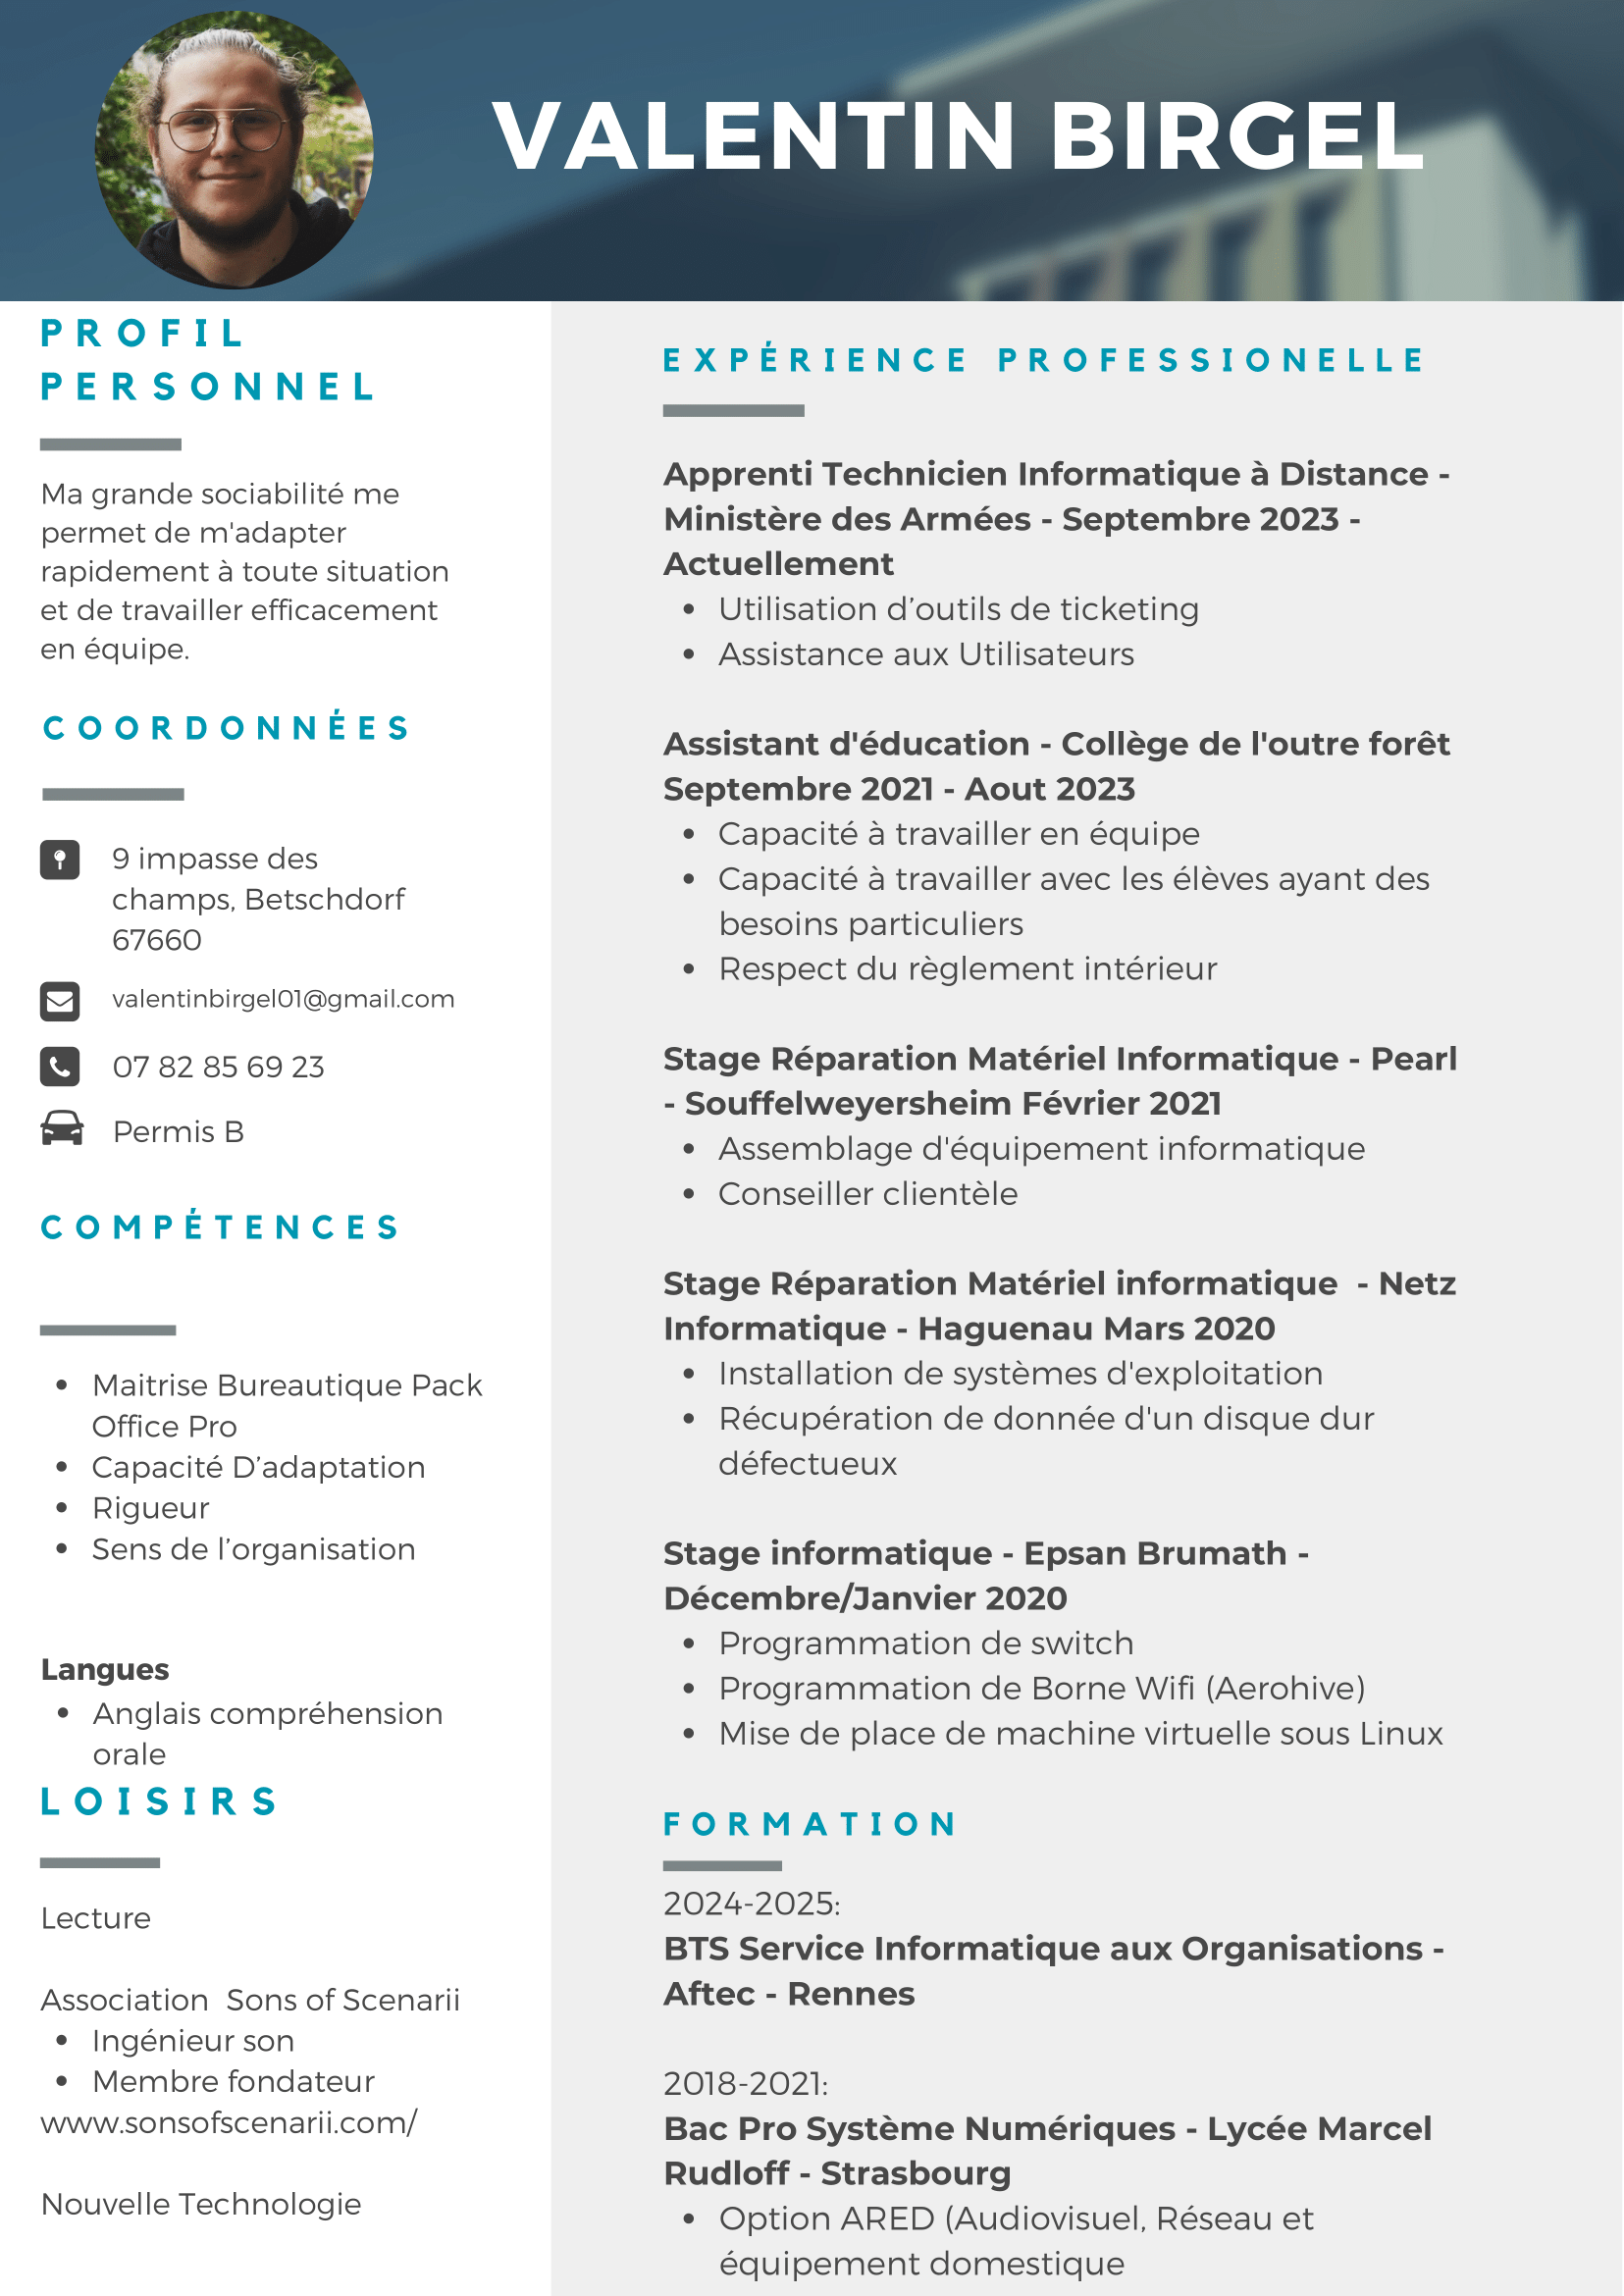 VALENTIN BIRGEL
PROFIL
PERSONNEL
Ma grande sociabilité me
permet de m'adapter
rapidement à toute situation
et de travailler efficacement
en équipe.
COORDONNÉES
9 impasse des
champs, Betschdorf
67660
valentinbirgel01@gmail.com
07 82 85 69 23
Permis B
COMPÉTENCES
• Maitrise Bureautique Pack
Office Pro
• Capacité D’adaptation
• Rigueur
• Sens de l’organisation
Langues
• Anglais compréhension
orale
LOISIRS
Lecture
Association  Sons of Scenarii
• Ingénieur son
• Membre fondateur
www.sonsofscenarii.com/
Nouvelle Technologie
EXPÉRIENCE PROFESSIONELLE
Apprenti Technicien Informatique à Distance -
Ministère des Armées - Septembre 2023 -
Actuellement
• Utilisation d’outils de ticketing
• Assistance aux Utilisateurs
Assistant d'éducation - Collège de l'outre forêt
Septembre 2021 - Aout 2023
• Capacité à travailler en équipe
• Capacité à travailler avec les élèves ayant des
besoins particuliers
• Respect du règlement intérieur
Stage Réparation Matériel Informatique - Pearl
- Souffelweyersheim Février 2021
• Assemblage d'équipement informatique
• Conseiller clientèle
Stage Réparation Matériel informatique  - Netz
Informatique - Haguenau Mars 2020
• Installation de systèmes d'exploitation
• Récupération de donnée d'un disque dur
défectueux
Stage informatique - Epsan Brumath -
Décembre/Janvier 2020
• Programmation de switch
• Programmation de Borne Wifi (Aerohive)
• Mise de place de machine virtuelle sous Linux
FORMATION
2024-2025:
BTS Service Informatique aux Organisations -
Aftec - Rennes
2018-2021:
Bac Pro Système Numériques - Lycée Marcel
Rudloff - Strasbourg
• Option ARED (Audiovisuel, Réseau et
équipement domestique